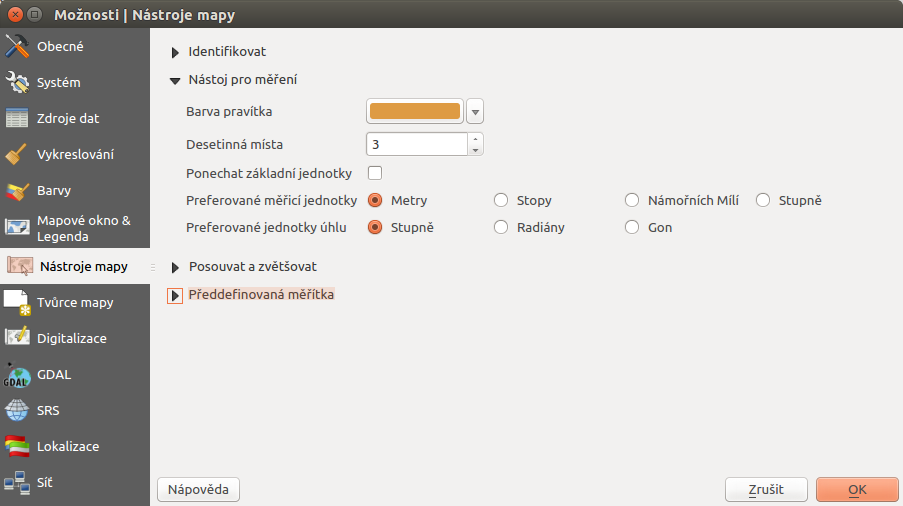 Možnosti | Nástroje mapy
Obecné
Systém
Zdroje dat
Vykreslování
Barvy
Mapové okno &
Legenda
Nástroje mapy
Tvůrce mapy
Digitalizace
GDAL
GDAL
SRS
Lokalizace
Síť
Identifikovat
Nástoj pro měření
Barva pravítka
Desetinná místa 3
Ponechat základní jednotky
Preferované měřicí jednotky Metry Stopy Námořních Mílí Stupně
Preferované jednotky úhlu Stupně Radiány Gon
Posouvat a zvětšovat
Předdefinovaná měřítka
Nápověda Zrušit OK